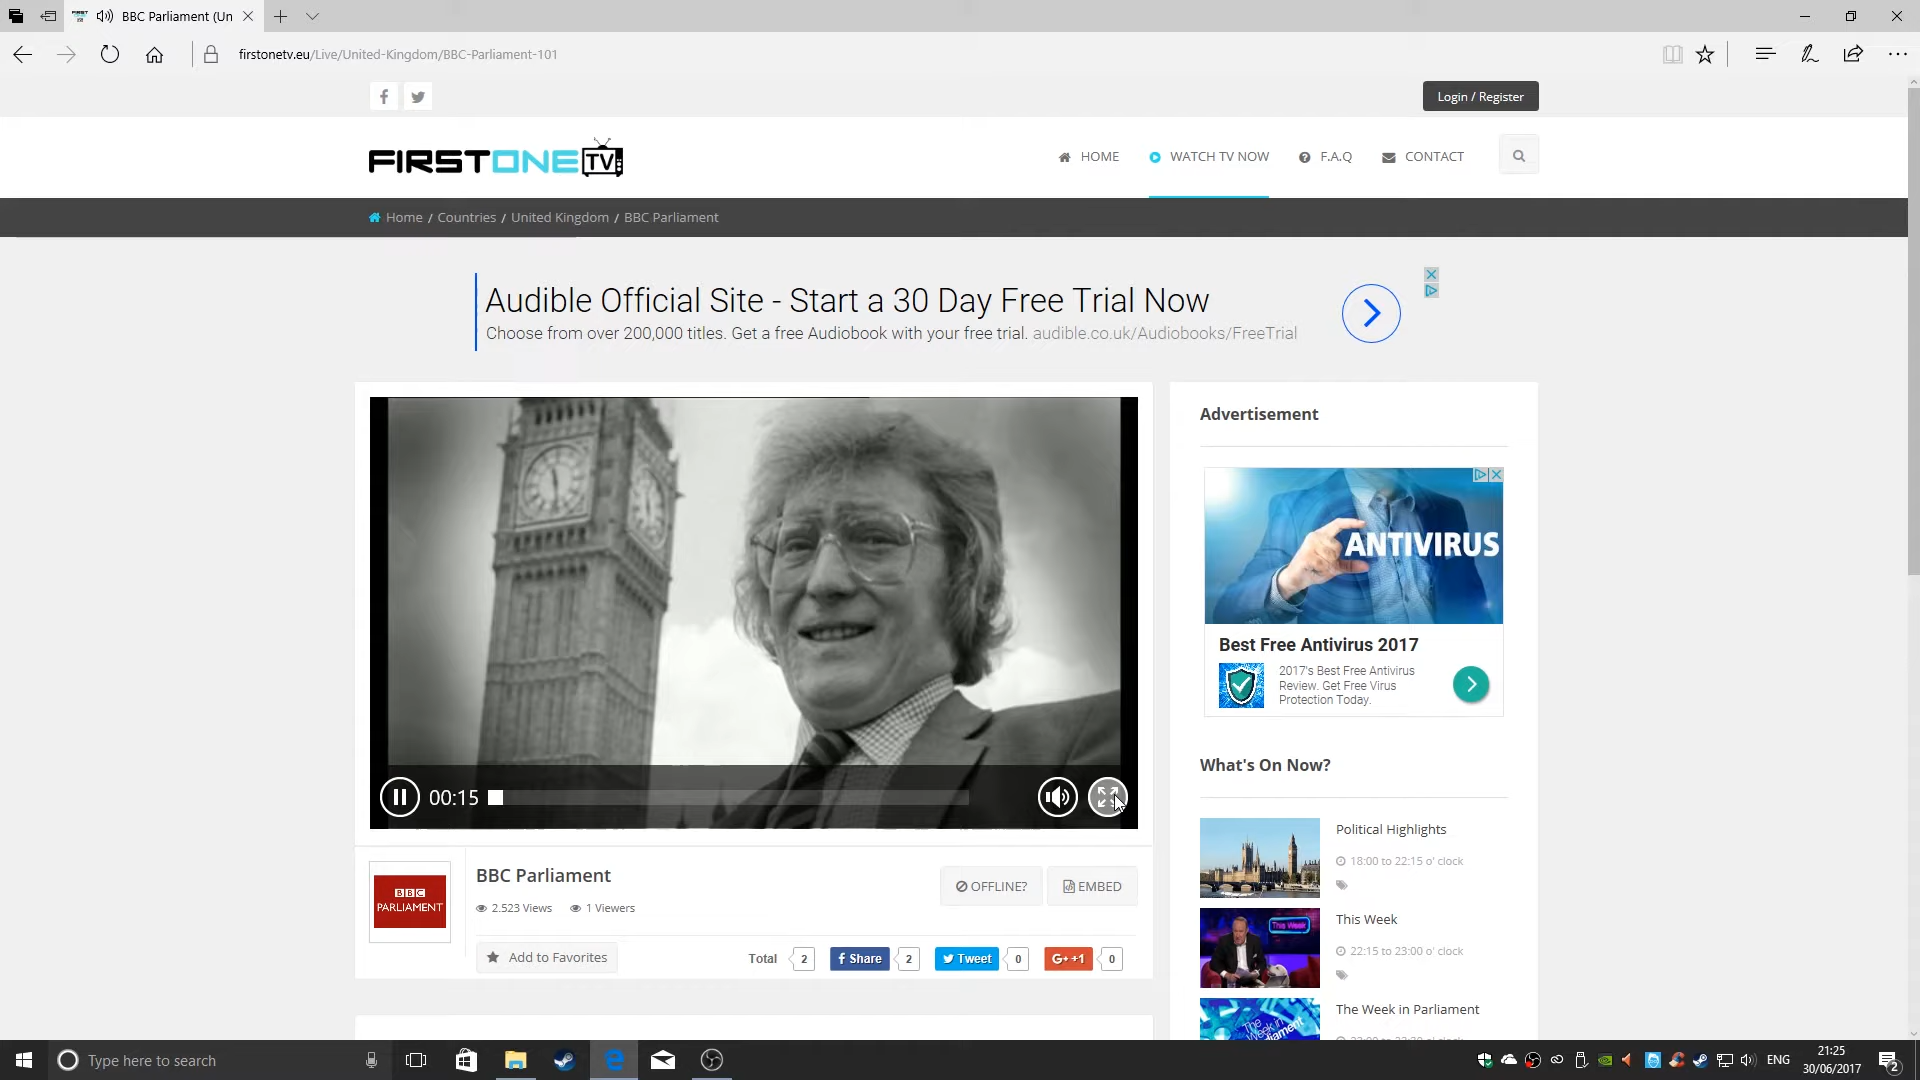 BBC Parliament (Un
firstonetv.eu/Live/United-Kingdom/BBC-Parliament-101
Login / Register
FIRSTONE TV
HOME
WATCH TV NOW
F.A.Q
CONTACT
Home / Countries / United Kingdom / BBC Parliament
Audible Official Site - Start a 30 Day Free Trial Now
Choose from over 200,000 titles. Get a free Audiobook with your free trial. audible.co.uk/Audiobooks/FreeTrial
00:15
BBC
PARLIAMENT
BBC Parliament
2.523 Views
1 Viewers
OFFLINE?
EMBED
Add to Favorites
Total
2
Share
2
Tweet
0
G+ +1
0
Advertisement
ANTIVIRUS
Best Free Antivirus 2017
2017's Best Free Antivirus
Review. Get Free Virus
Protection Today.
What's On Now?
Political Highlights
18:00 to 22:15 o' clock
This Week
This Week
22:15 to 23:00 o' clock
The Week in Parliament
Type here to search
ENG
21:25
30/06/2017
2